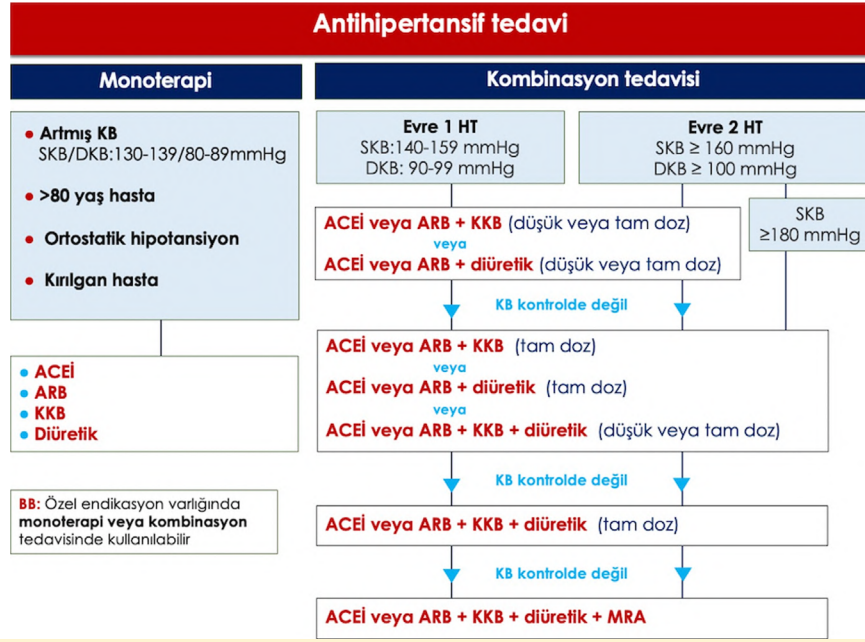 Antihipertansif tedavi
Monoterapi
Artmış KB
SKB/DKB:130-139/80-89mmHg
>80 yaş hasta
Ortostatik hipotansiyon
Kırılgan hasta
ACEİ
ARB
KKB
Diüretik
BB: Özel endikasyon varlığında
monoterapi veya kombinasyon
tedavisinde kullanılabilir
Kombinasyon tedavisi
Evre 1 HT
SKB:140-159 mmHg
DKB: 90-99 mmHg
Evre 2 HT
SKB ≥ 160 mmHg
DKB ≥ 100 mmHg
SKB
≥180 mmHg
ACEİ veya ARB + KKB (düşük veya tam doz)
veya
ACEİ veya ARB + diüretik (düşük veya tam doz)
KB kontrolde değil
ACEİ veya ARB + KKB (tam doz)
veya
ACEİ veya ARB + diüretik (tam doz)
veya
ACEİ veya ARB + KKB + diüretik (düşük veya tam doz)
KB kontrolde değil
ACEİ veya ARB + KKB + diüretik (tam doz)
KB kontrolde değil
ACEİ veya ARB + KKB + diüretik + MRA